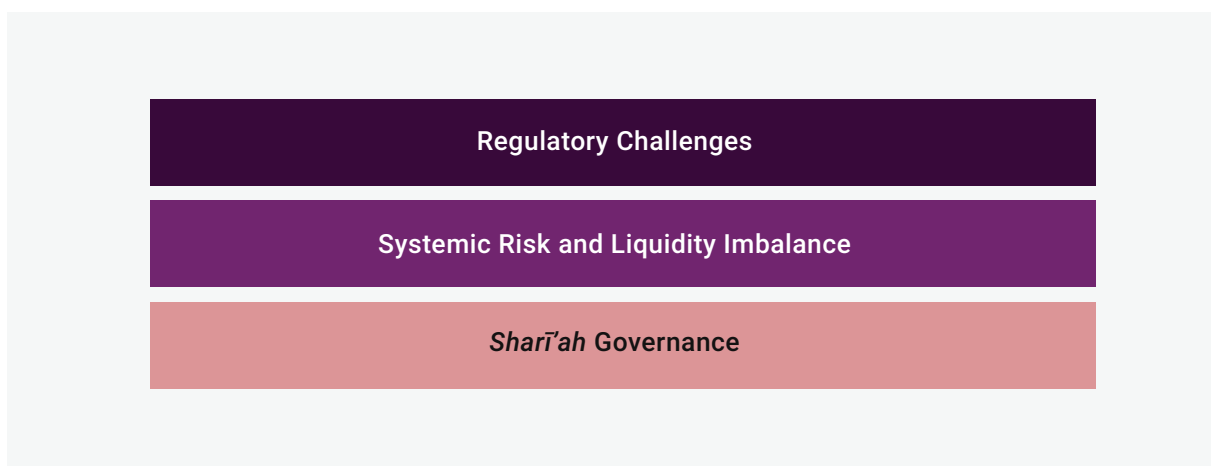 Regulatory Challenges
Systemic Risk and Liquidity Imbalance
Sharī’ah Governance